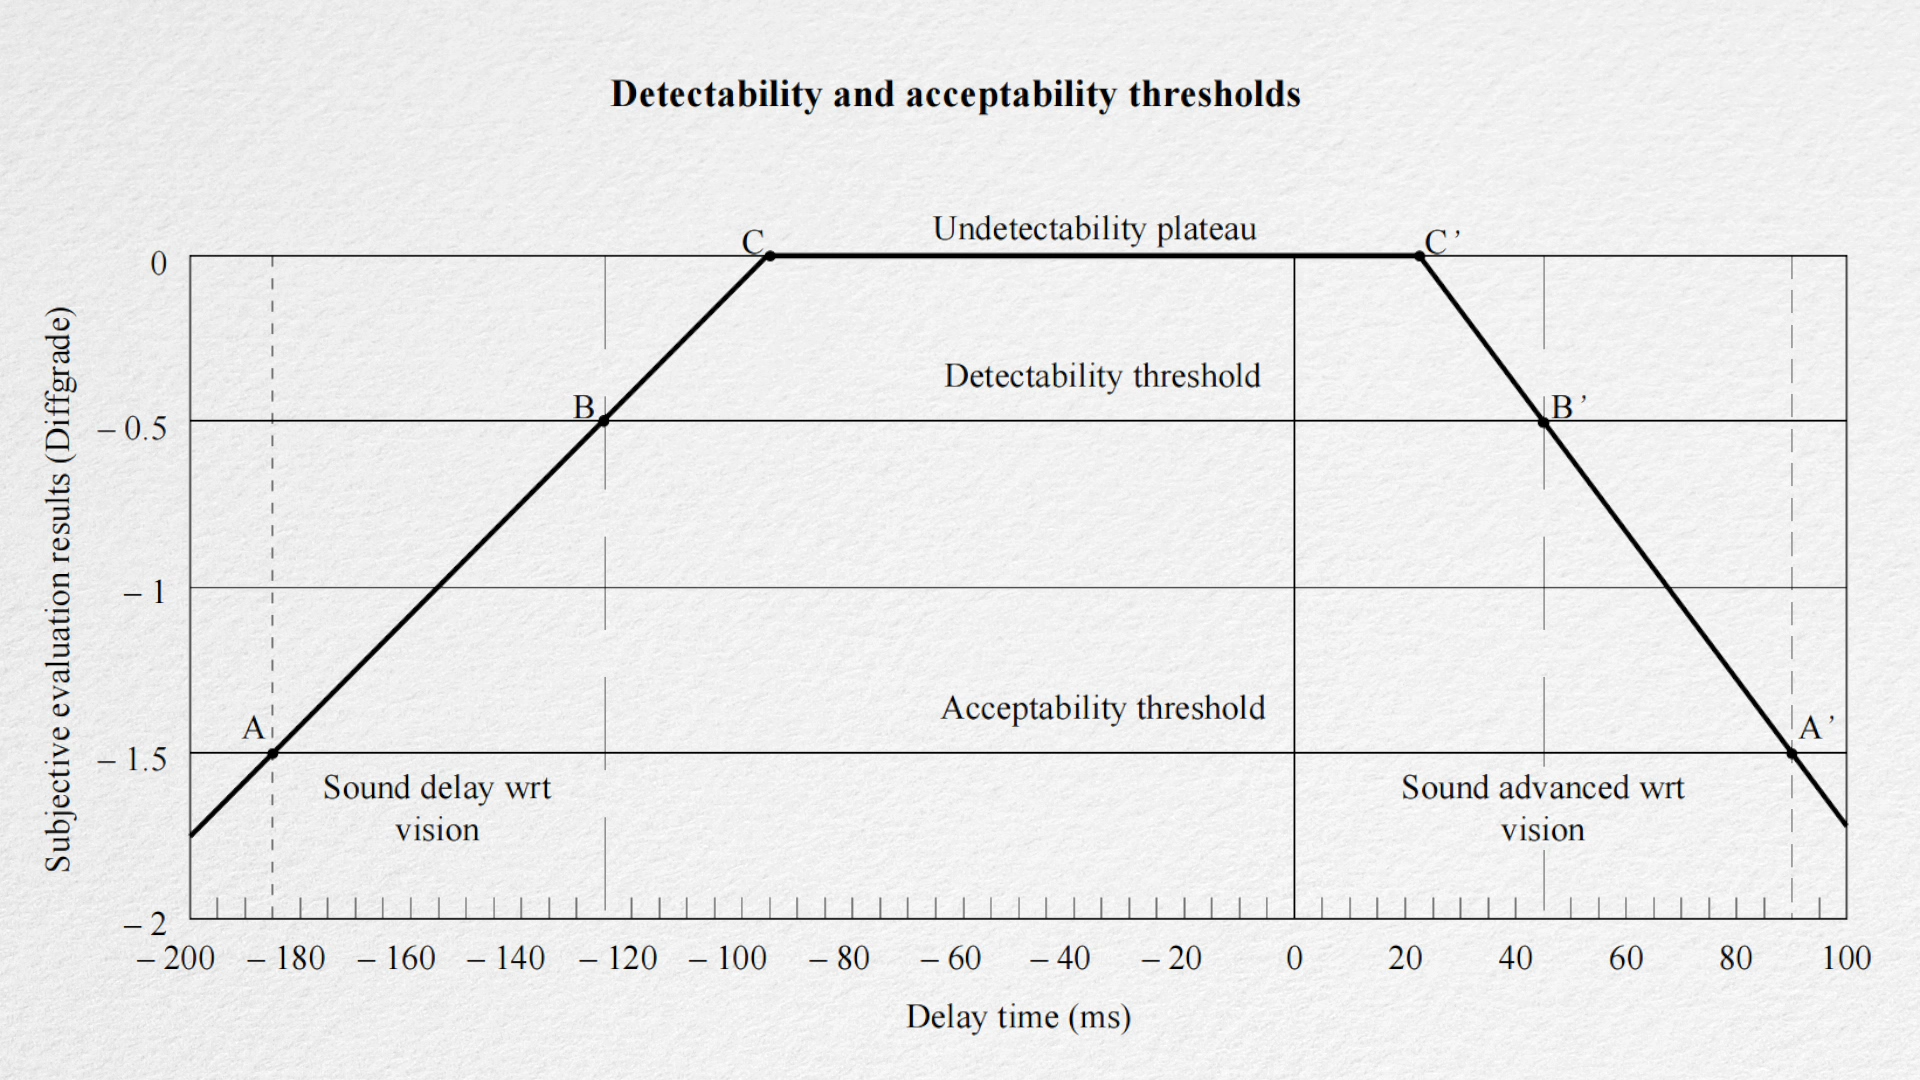 Detectability and acceptability thresholds
Undetectability plateau
C
C’
0
Detectability threshold
B
B’
– 0.5
– 1
Acceptability threshold
A
A’
– 1.5
Sound delay wrt
vision
Sound advanced wrt
vision
– 2
– 200 – 180 – 160 – 140 – 120 – 100 – 80 – 60 – 40 – 20 0 20 40 60 80 100
Delay time (ms)
Subjective evaluation results (Diffgrade)